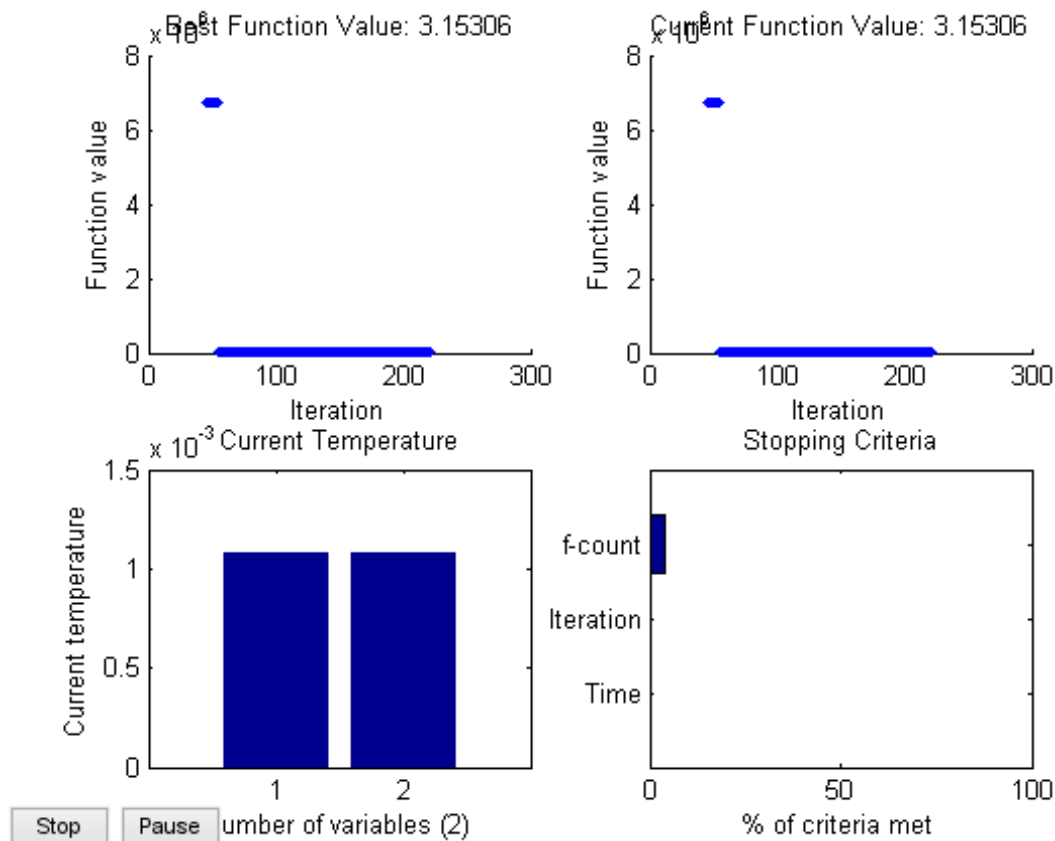 x 10
Best Function Value: 3.15306
8
6
4
2
0
Function value
0
100
200
300
Iteration
x 10
Current Function Value: 3.15306
8
6
4
2
0
Function value
0
100
200
300
Iteration
x 10⁻³ Current Temperature
1.5
1
0.5
0
Current temperature
1
2
umber of variables (2)
Stopping Criteria
f-count
Iteration
Time
0
50
100
% of criteria met
Stop
Pause